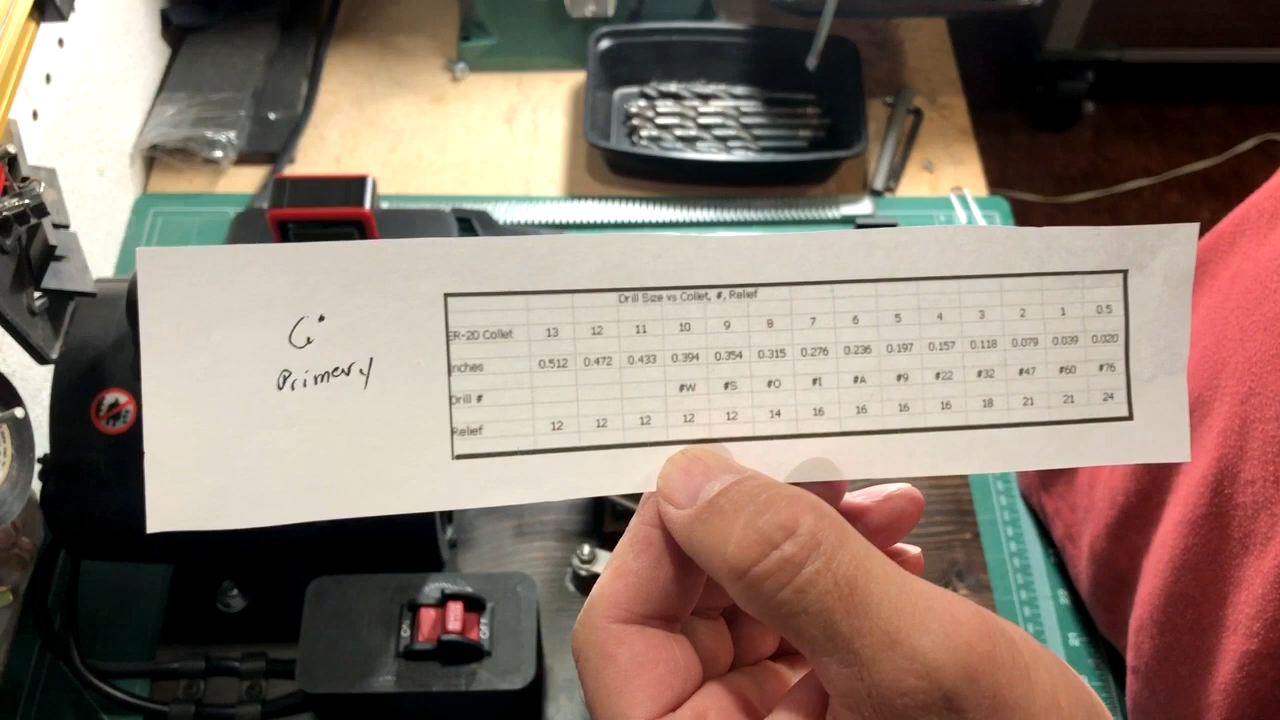 6°
Primary
Drill Size vs Collet, #, Relief
ER-20 Collet 13 12 11 10 9 8 7 6 5 4 3 2 1 0.5
Inches 0.512 0.472 0.433 0.394 0.354 0.315 0.276 0.236 0.197 0.157 0.118 0.079 0.039 0.020
Drill # #W #S #O #I #A #9 #22 #32 #47 #60 #76
Relief 12 12 12 12 12 14 16 16 16 16 18 21 21 24
OFF